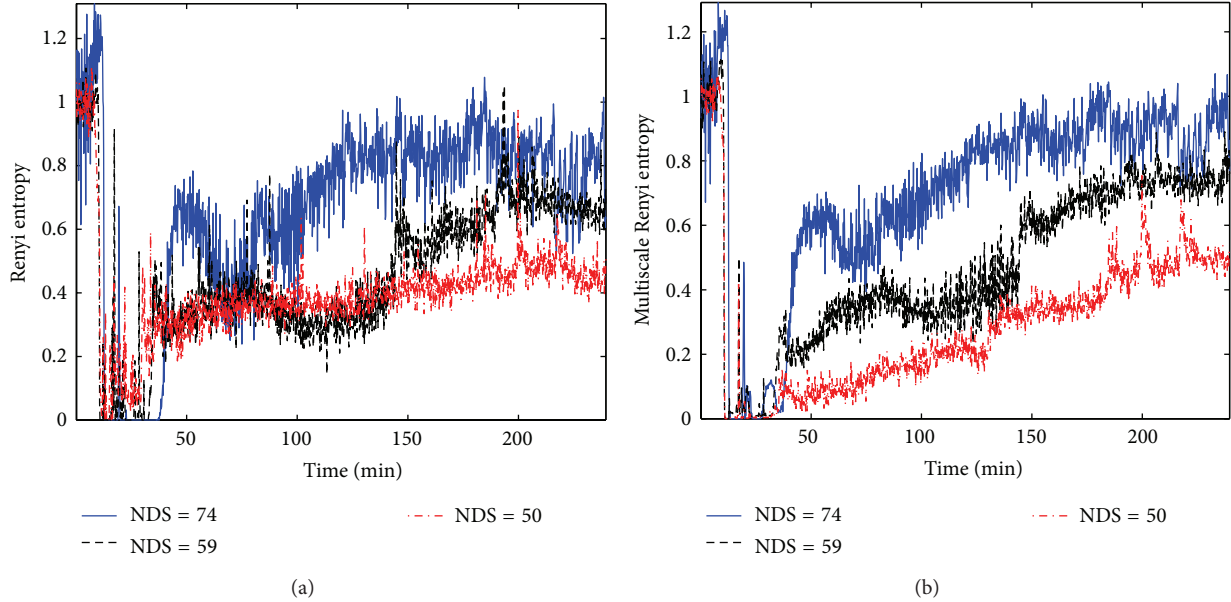 Renyi entropy
1.2
1
0.8
0.6
0.4
0.2
0
50
100
150
200
Time (min)
NDS = 74
NDS = 59
NDS = 50
(a)
Multiscale Renyi entropy
1.2
1
0.8
0.6
0.4
0.2
0
50
100
150
200
Time (min)
NDS = 74
NDS = 59
NDS = 50
(b)